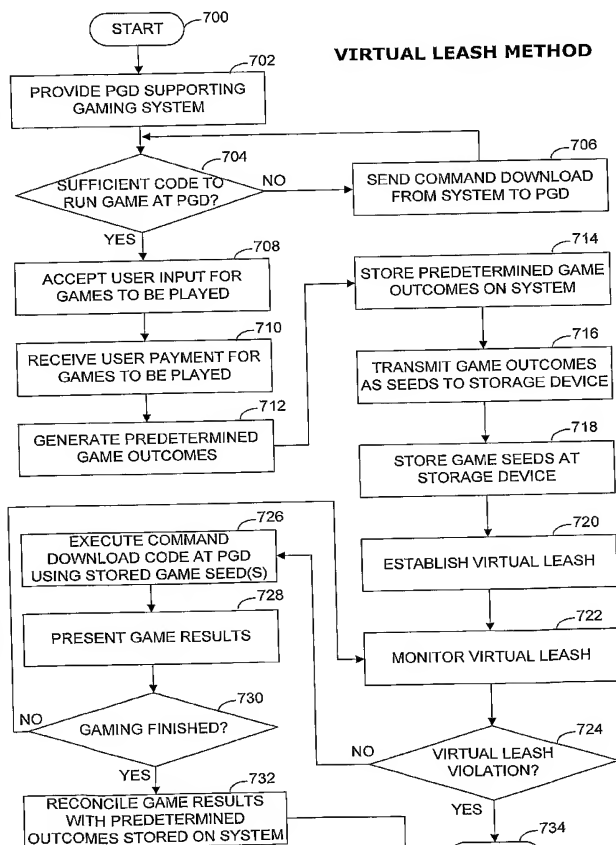 START
700
VIRTUAL LEASH METHOD
702
PROVIDE PGD SUPPORTING
GAMING SYSTEM
704
SUFFICIENT CODE TO
RUN GAME AT PGD?
NO
YES
706
SEND COMMAND DOWNLOAD
FROM SYSTEM TO PGD
708
ACCEPT USER INPUT FOR
GAMES TO BE PLAYED
710
RECEIVE USER PAYMENT FOR
GAMES TO BE PLAYED
712
GENERATE PREDETERMINED
GAME OUTCOMES
714
STORE PREDETERMINED GAME
OUTCOMES ON SYSTEM
716
TRANSMIT GAME OUTCOMES
AS SEEDS TO STORAGE DEVICE
718
STORE GAME SEEDS AT
STORAGE DEVICE
720
ESTABLISH VIRTUAL LEASH
722
MONITOR VIRTUAL LEASH
724
VIRTUAL LEASH
VIOLATION?
NO
YES
726
EXECUTE COMMAND
DOWNLOAD CODE AT PGD
USING STORED GAME SEED(S)
728
PRESENT GAME RESULTS
730
GAMING FINISHED?
NO
YES
732
RECONCILE GAME RESULTS
WITH PREDETERMINED
OUTCOMES STORED ON SYSTEM
734